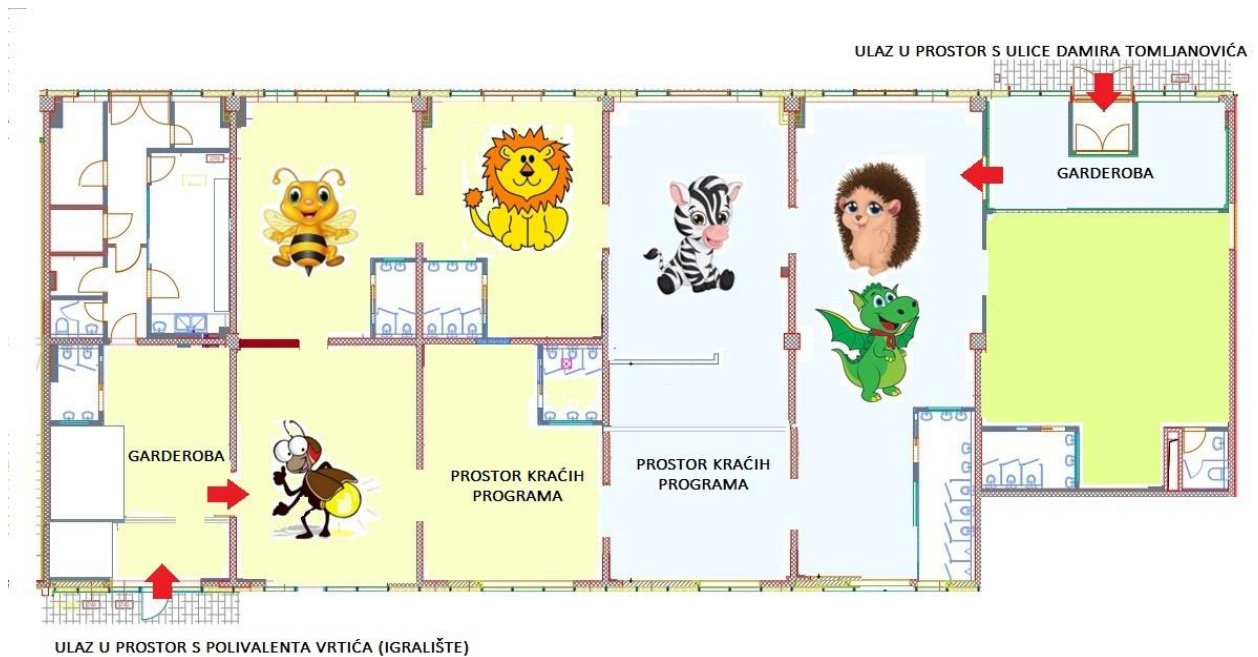 ULAZ U PROSTOR S ULICE DAMIRA TOMLJANOVIĆA
GARDEROBA
GARDEROBA
PROSTOR KRAĆIH
PROGRAMA
PROSTOR KRAĆIH
PROGRAMA
ULAZ U PROSTOR S POLIVALENTA VRTIĆA (IGRALIŠTE)